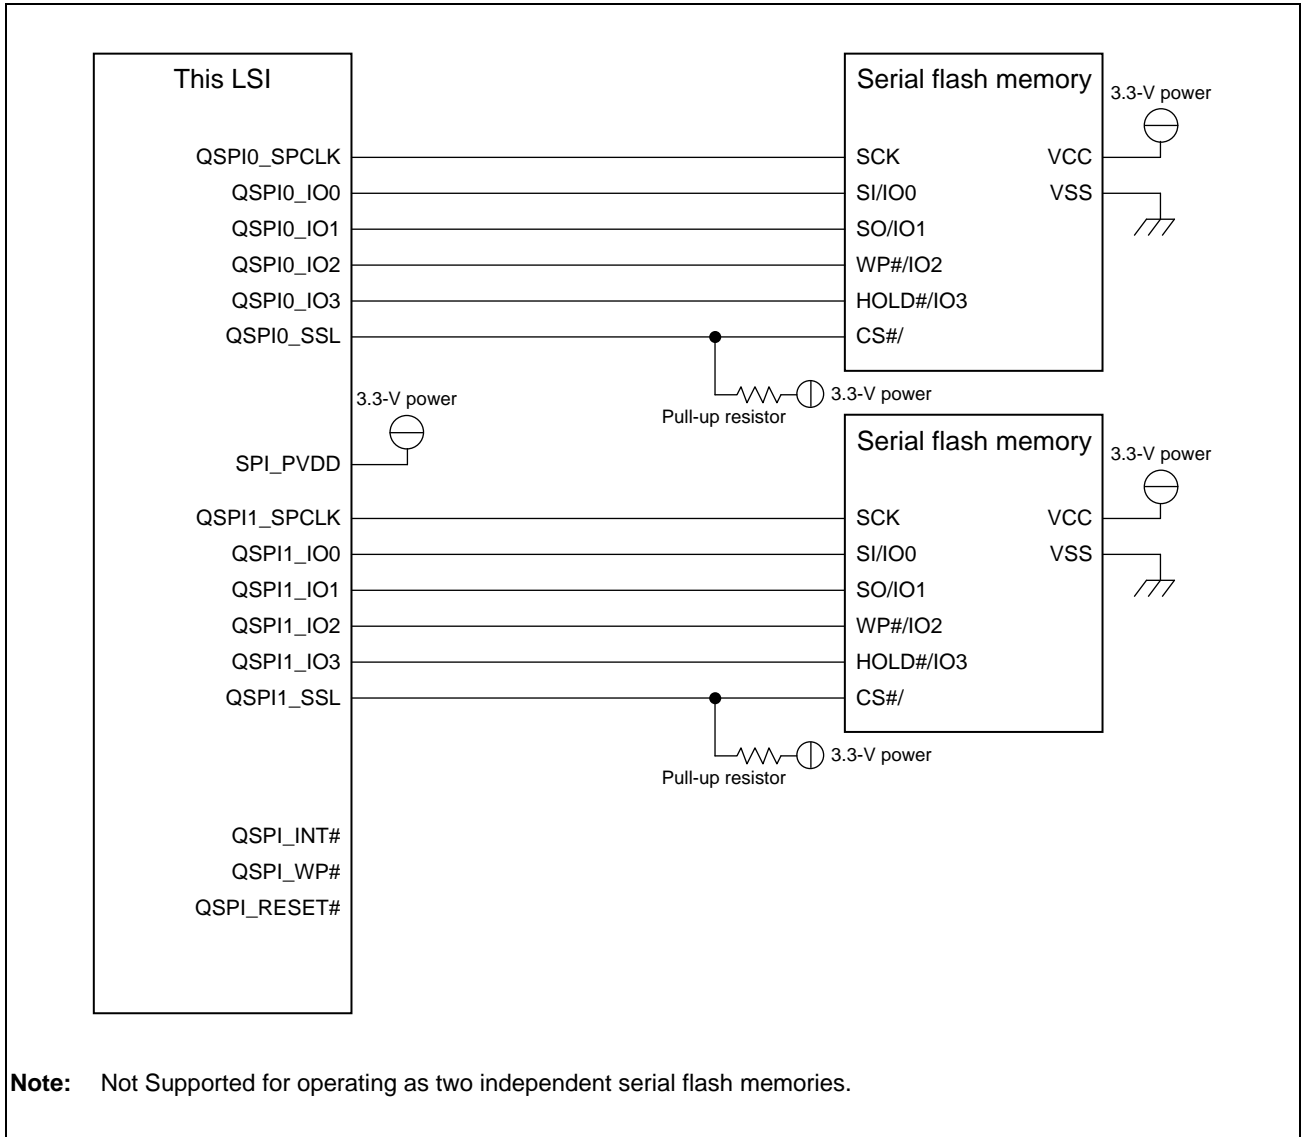 This LSI
QSPI0_SPCLK
QSPI0_IO0
QSPI0_IO1
QSPI0_IO2
QSPI0_IO3
QSPI0_SSL
3.3-V power
SPI_PVDD
QSPI1_SPCLK
QSPI1_IO0
QSPI1_IO1
QSPI1_IO2
QSPI1_IO3
QSPI1_SSL
QSPI_INT#
QSPI_WP#
QSPI_RESET#
Serial flash memory
SCK
SI/IO0
SO/IO1
WP#/IO2
HOLD#/IO3
CS#/
VCC
VSS
3.3-V power
3.3-V power
Pull-up resistor
Serial flash memory
SCK
SI/IO0
SO/IO1
WP#/IO2
HOLD#/IO3
CS#/
VCC
VSS
3.3-V power
3.3-V power
Pull-up resistor
Note: Not Supported for operating as two independent serial flash memories.